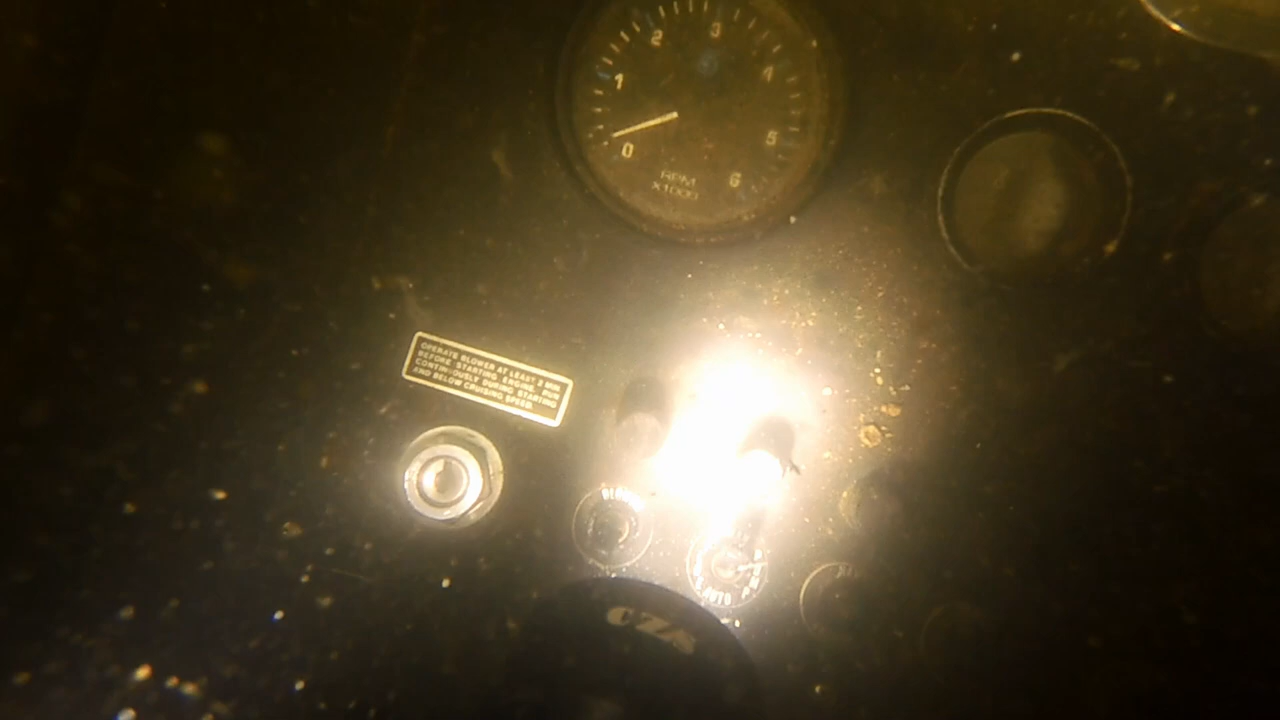 0 1 2 3 4 5 6
RPM
X1000
OPERATE BLOWER AT LEAST 2 MIN
BEFORE STARTING ENGINE. RUN
CONTINUOUSLY DURING STARTING
AND BELOW CRUISING SPEED.
AUTO